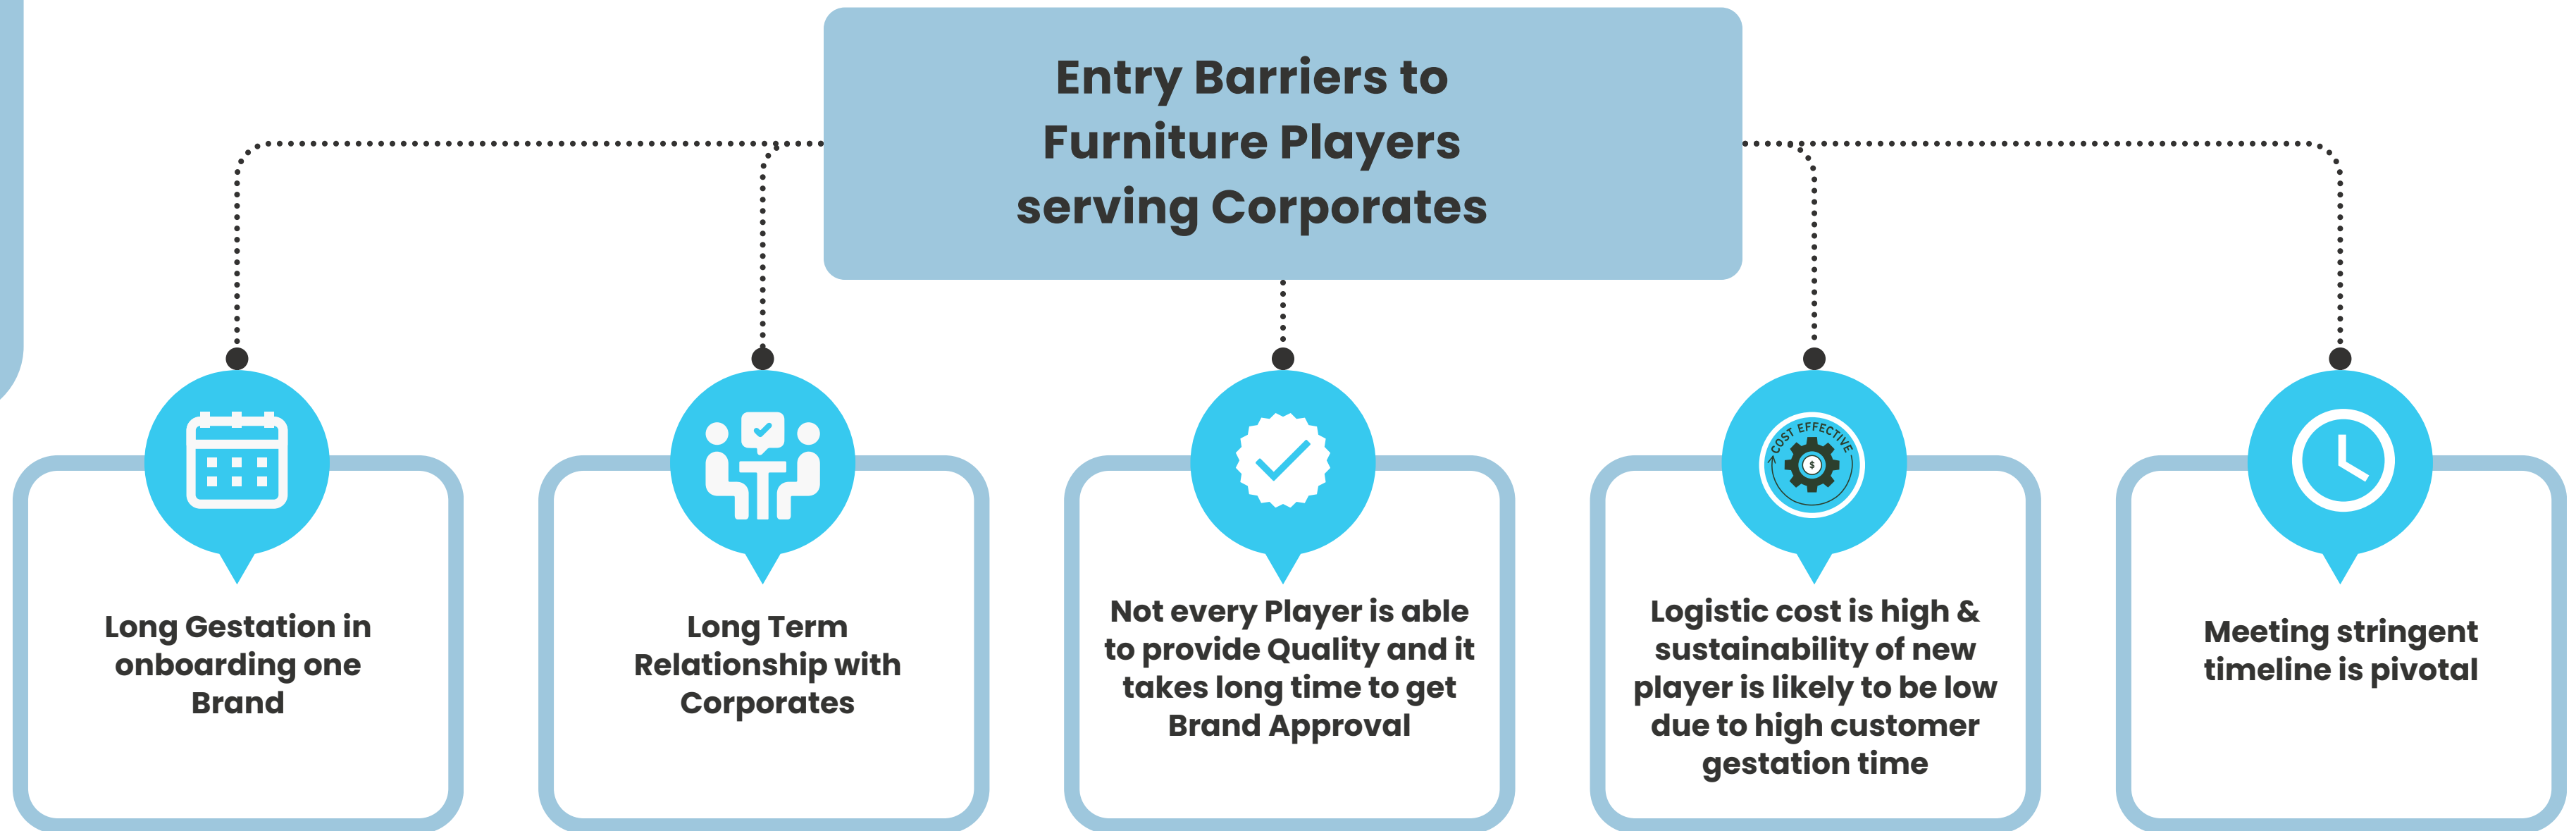 Entry Barriers to
Furniture Players
serving Corporates
Long Gestation in
onboarding one
Brand
Long Term
Relationship with
Corporates
Not every Player is able
to provide Quality and it
takes long time to get
Brand Approval
COST EFFECTIVE
$
Logistic cost is high &
sustainability of new
player is likely to be low
due to high customer
gestation time
Meeting stringent
timeline is pivotal